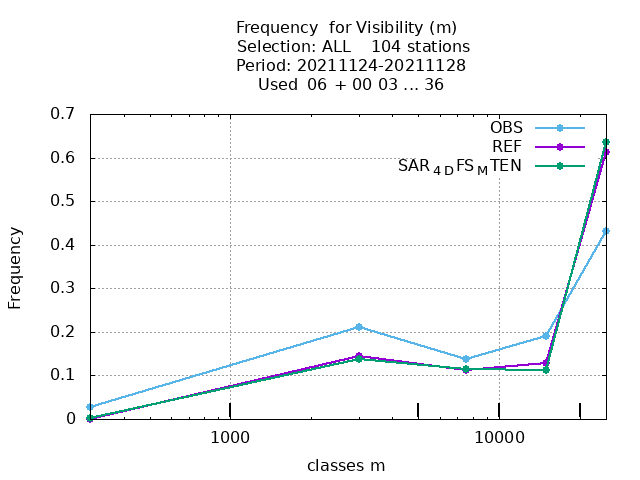 Frequency for Visibility (m)
Selection: ALL 104 stations
Period: 20211124-20211128
Used 06 + 00 03 ... 36
0.7
0.6
0.5
0.4
0.3
0.2
0.1
0
Frequency
OBS
REF
SAR4DFSMTEN
1000
10000
classes m